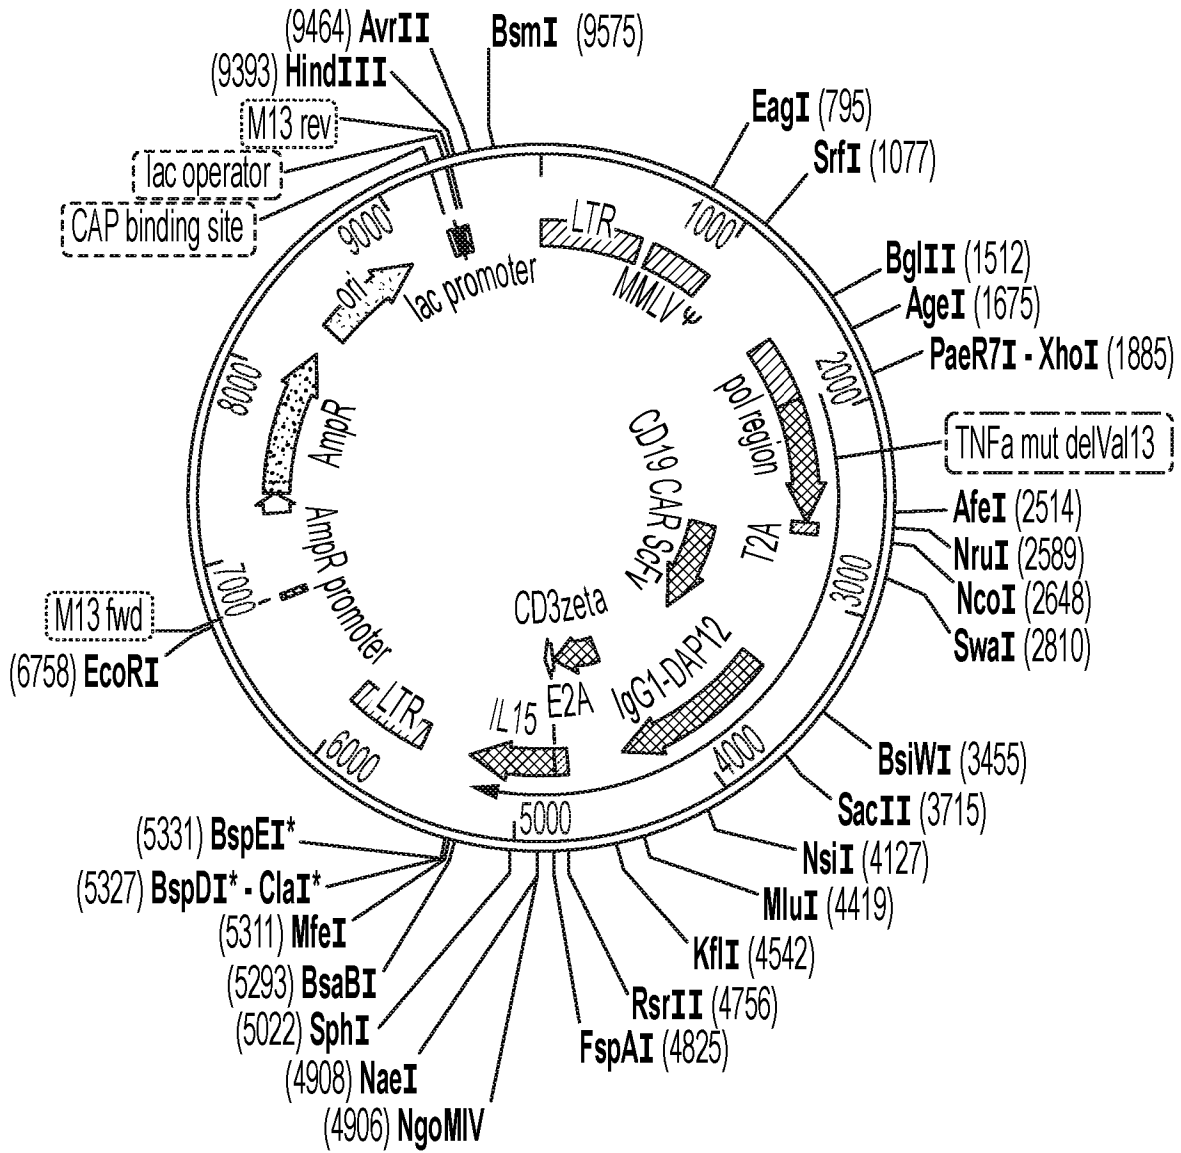 (9464) AvrII
BsmI (9575)
(9393) HindIII
M13 rev
lac operator
CAP binding site
EagI (795)
SrfI (1077)
BglII (1512)
AgeI (1675)
PaeR7I - XhoI (1885)
TNFa mut delVal13
AfeI (2514)
NruI (2589)
NcoI (2648)
SwaI (2810)
BsiWI (3455)
SacII (3715)
NsiI (4127)
MluI (4419)
KflI (4542)
RsrII (4756)
FspAI (4825)
(4906) NgoMIV
(4908) NaeI
(5022) SphI
(5293) BsaBI
(5311) MfeI
(5327) BspDI* - ClaI*
(5331) BspEI*
(6758) EcoRI
M13 fwd
1000
2000
3000
4000
5000
6000
7000
8000
9000
LTR
MMLV Ψ
pol region
T2A
CD19 CAR ScFv
IgG1-DAP12
CD3zeta
E2A
IL15
LTR
AmpR promoter
AmpR
ori
lac promoter